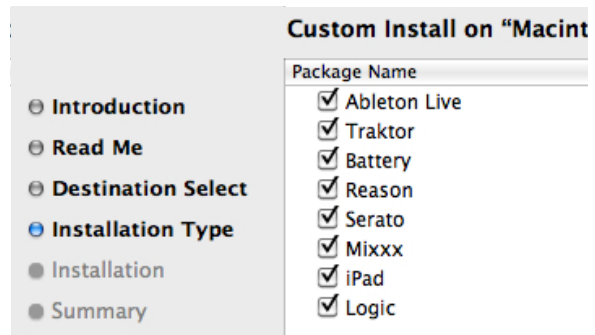 Custom Install on “Macint
Package Name
Introduction
Read Me
Destination Select
Installation Type
Installation
Summary
Ableton Live
Traktor
Battery
Reason
Serato
Mixxx
iPad
Logic